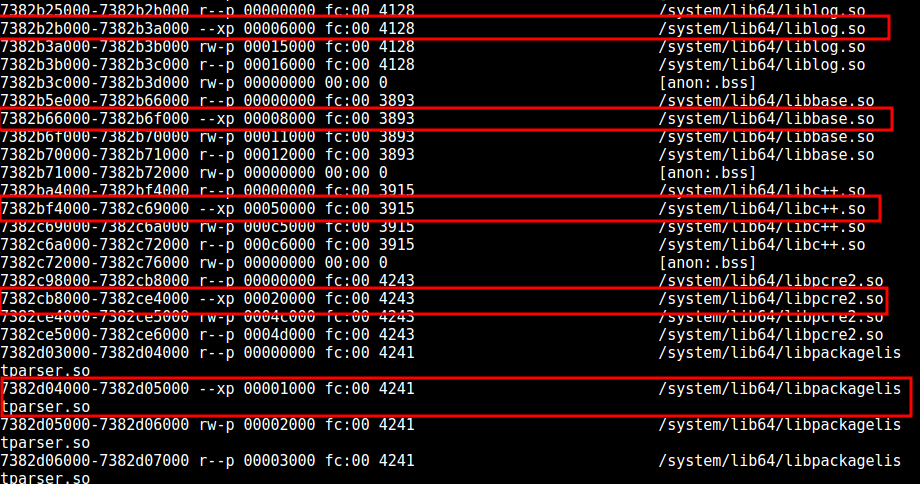 7382b25000-7382b2b000 r--p 00000000 fc:00 4128 /system/lib64/liblog.so
7382b2b000-7382b3a000 --xp 00006000 fc:00 4128 /system/lib64/liblog.so
7382b3a000-7382b3b000 rw-p 00015000 fc:00 4128 /system/lib64/liblog.so
7382b3b000-7382b3c000 r--p 00016000 fc:00 4128 /system/lib64/liblog.so
7382b3c000-7382b3d000 rw-p 00000000 00:00 0 [anon:.bss]
7382b5e000-7382b66000 r--p 00000000 fc:00 3893 /system/lib64/libbase.so
7382b66000-7382b6f000 --xp 00008000 fc:00 3893 /system/lib64/libbase.so
7382b6f000-7382b70000 rw-p 00011000 fc:00 3893 /system/lib64/libbase.so
7382b70000-7382b71000 r--p 00012000 fc:00 3893 /system/lib64/libbase.so
7382b71000-7382b72000 rw-p 00000000 00:00 0 [anon:.bss]
7382ba4000-7382bf4000 r--p 00000000 fc:00 3915 /system/lib64/libc++.so
7382bf4000-7382c69000 --xp 00050000 fc:00 3915 /system/lib64/libc++.so
7382c69000-7382c6a000 rw-p 000c5000 fc:00 3915 /system/lib64/libc++.so
7382c6a000-7382c72000 r--p 000c6000 fc:00 3915 /system/lib64/libc++.so
7382c72000-7382c76000 rw-p 00000000 00:00 0 [anon:.bss]
7382c98000-7382cb8000 r--p 00000000 fc:00 4243 /system/lib64/libpcre2.so
7382cb8000-7382ce4000 --xp 00020000 fc:00 4243 /system/lib64/libpcre2.so
7382ce4000-7382ce5000 rw-p 0004c000 fc:00 4243 /system/lib64/libpcre2.so
7382ce5000-7382ce6000 r--p 0004d000 fc:00 4243 /system/lib64/libpcre2.so
7382d03000-7382d04000 r--p 00000000 fc:00 4241 /system/lib64/libpackagelis
tparser.so
7382d04000-7382d05000 --xp 00001000 fc:00 4241 /system/lib64/libpackagelis
tparser.so
7382d05000-7382d06000 rw-p 00002000 fc:00 4241 /system/lib64/libpackagelis
tparser.so
7382d06000-7382d07000 r--p 00003000 fc:00 4241 /system/lib64/libpackagelis
tparser.so